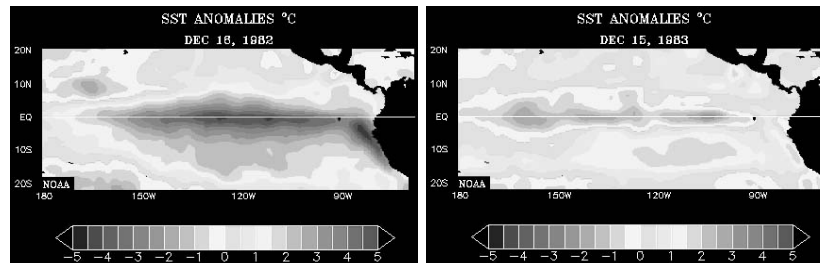 SST ANOMALIES °C
DEC 16, 1982
20N
10N
EQ
10S
20S
NOAA
180
150W
120W
90W
-5 -4 -3 -2 -1 0 1 2 3 4 5
SST ANOMALIES °C
DEC 15, 1983
20N
10N
EQ
10S
20S
NOAA
180
150W
120W
90W
-5 -4 -3 -2 -1 0 1 2 3 4 5